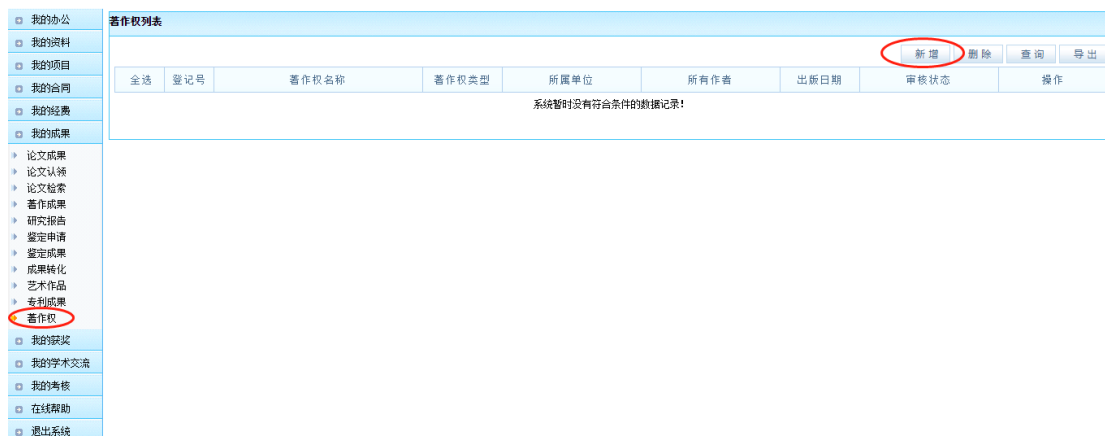 我的办公
我的资料
我的项目
我的合同
我的经费
我的成果
论文成果
论文认领
论文检索
著作成果
研究报告
鉴定申请
鉴定成果
成果转化
艺术作品
专利成果
著作权
我的获奖
我的学术交流
我的考核
在线帮助
退出系统
著作权列表
新增 删除 查询 导出
全选 登记号 著作权名称 著作权类型 所属单位 所有作者 出版日期 审核状态 操作
系统暂时没有符合条件的数据记录!